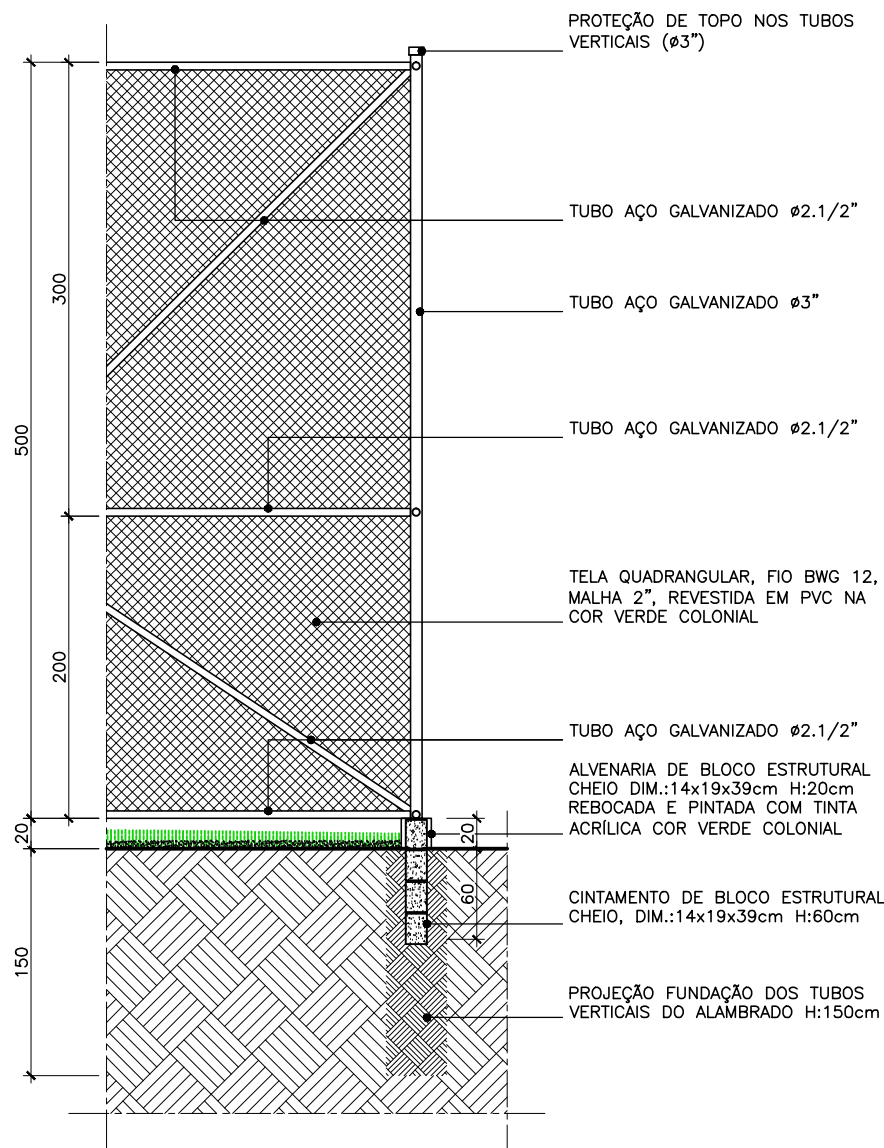 PROTEÇÃO DE TOPO NOS TUBOS
VERTICAIS (ø3")
TUBO AÇO GALVANIZADO ø2.1/2"
300
TUBO AÇO GALVANIZADO ø3"
500
TUBO AÇO GALVANIZADO ø2.1/2"
TELA QUADRANGULAR, FIO BWG 12,
MALHA 2", REVESTIDA EM PVC NA
COR VERDE COLONIAL
200
TUBO AÇO GALVANIZADO ø2.1/2"
ALVENARIA DE BLOCO ESTRUTURAL
CHEIO DIM.:14x19x39cm H:20cm
REBOCADA E PINTADA COM TINTA
ACRÍLICA COR VERDE COLONIAL
20
20
60
CINTAMENTO DE BLOCO ESTRUTURAL
CHEIO, DIM.:14x19x39cm H:60cm
150
PROJEÇÃO FUNDAÇÃO DOS TUBOS
VERTICAIS DO ALAMBRADO H:150cm